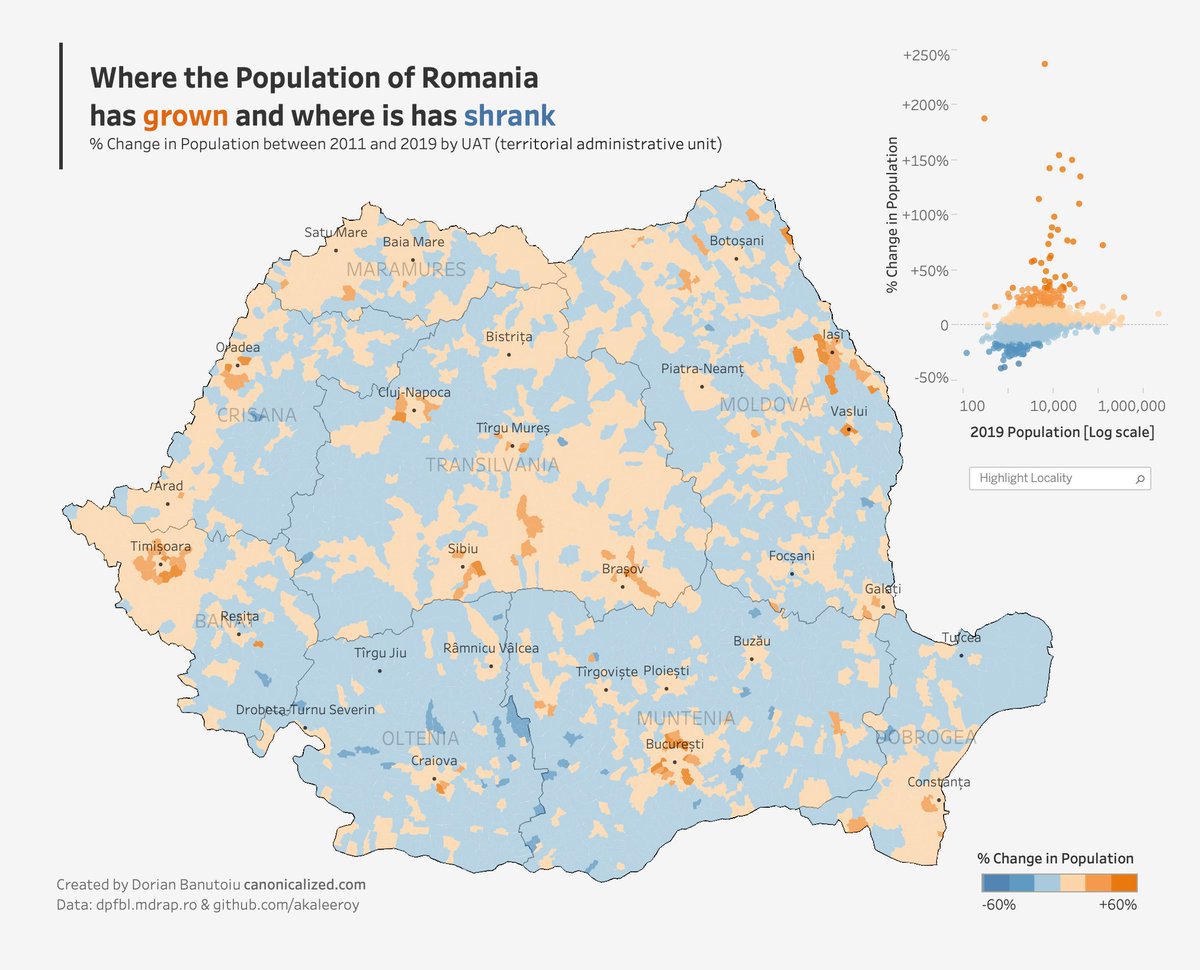 Where the Population of Romania
has grown and where is has shrank
% Change in Population between 2011 and 2019 by UAT (territorial administrative unit)
+250%
+200%
+150%
+100%
+50%
0
-50%
% Change in Population
100
10,000
1,000,000
2019 Population [Log scale]
Highlight Locality
Satu Mare
Baia Mare
MARAMURES
Botoșani
Oradea
Bistrița
Iași
Piatra-Neamț
Cluj-Napoca
CRISANA
MOLDOVA
Vaslui
Tîrgu Mureș
TRANSILVANIA
Arad
Timișoara
Sibiu
Brașov
Focșani
Galați
Reșița
Tulcea
Tîrgu Jiu
Râmnicu Vâlcea
Buzău
Tîrgoviște
Ploiești
Drobeta-Turnu Severin
MUNTENIA
OLTENIA
București
DOBROGEA
Craiova
Constanța
% Change in Population
-60%
+60%
Created by Dorian Banutoiu canonicalized.com
Data: dpfbl.mdrap.ro & github.com/akaleeroy